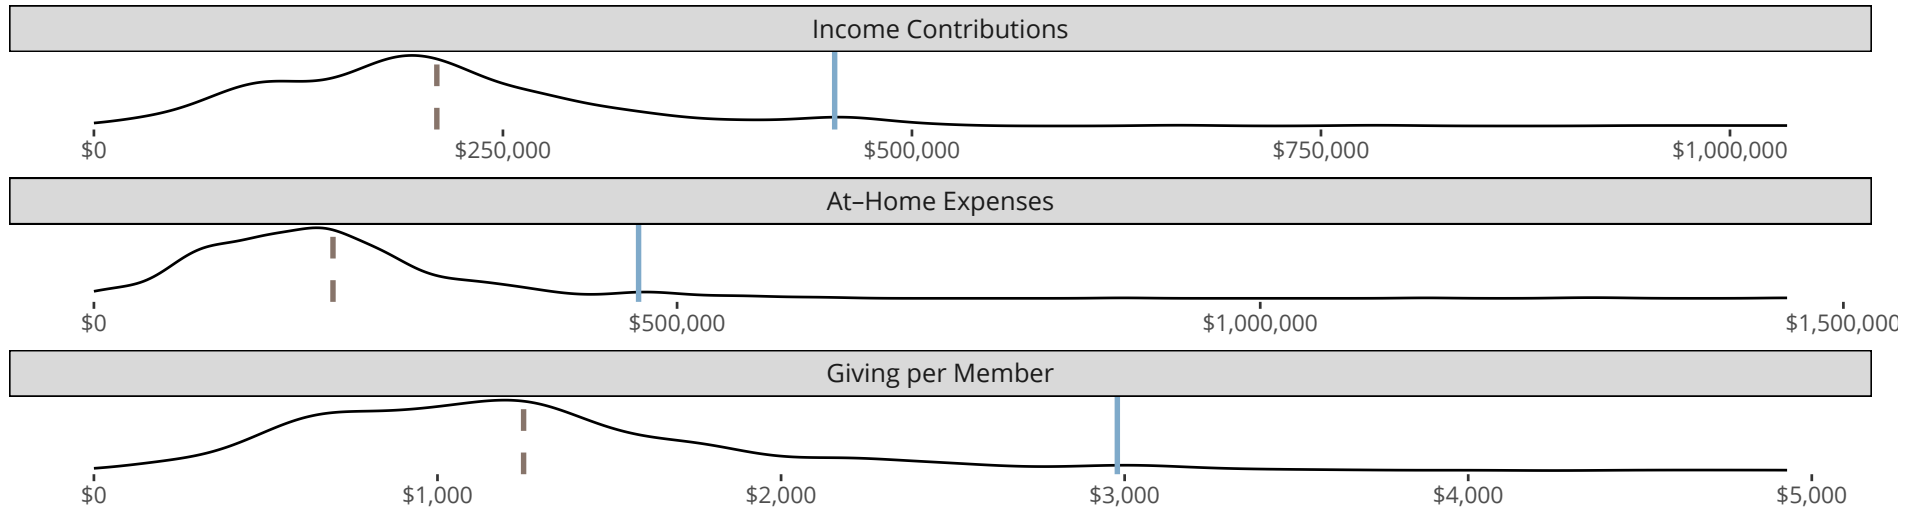 Income Contributions
$0 $250,000 $500,000 $750,000 $1,000,000
At–Home Expenses
$0 $500,000 $1,000,000 $1,500,000
Giving per Member
$0 $1,000 $2,000 $3,000 $4,000 $5,000